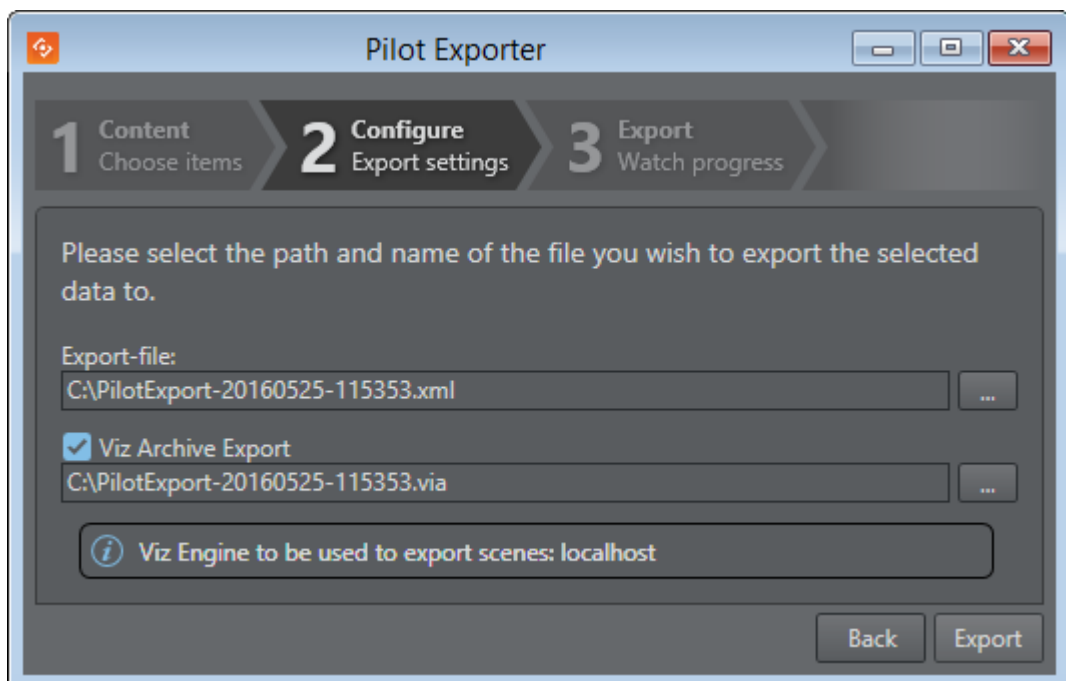 Pilot Exporter
1 Content
Choose items
2 Configure
Export settings
3 Export
Watch progress
Please select the path and name of the file you wish to export the selected
data to.
Export-file:
C:\PilotExport-20160525-115353.xml
...
Viz Archive Export
C:\PilotExport-20160525-115353.via
...
i Viz Engine to be used to export scenes: localhost
Back Export